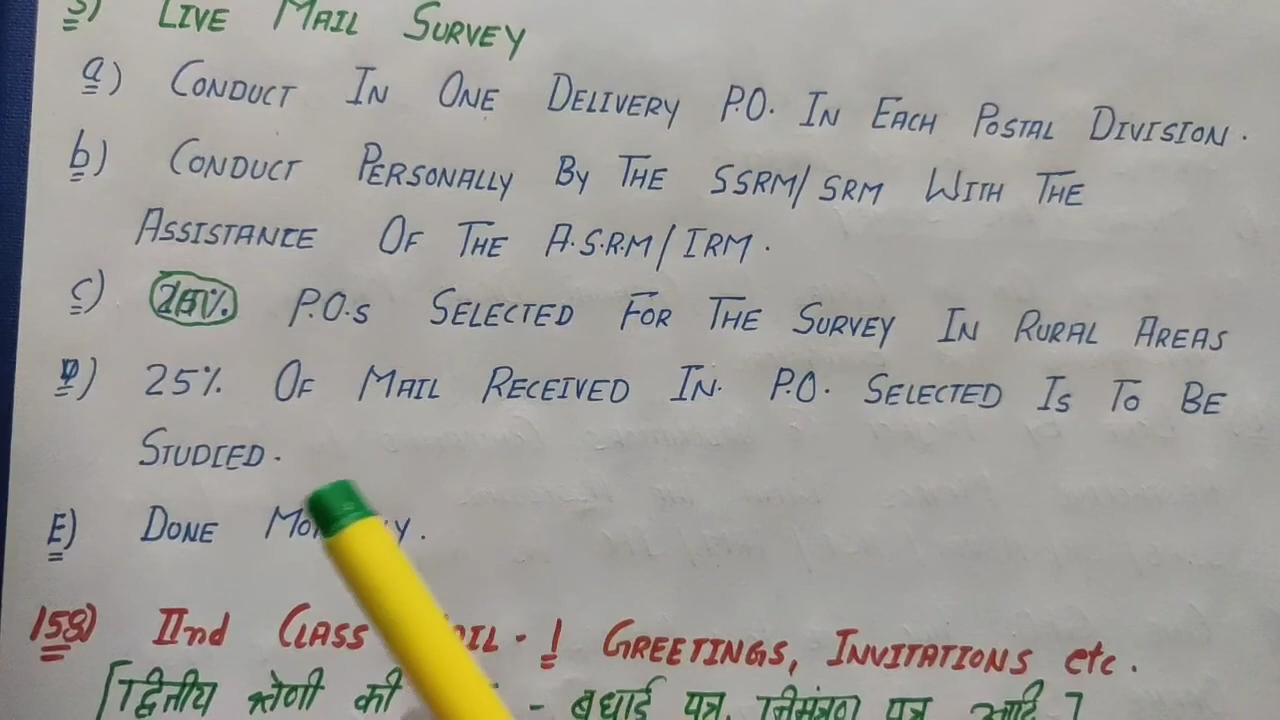 3) LIVE MAIL SURVEY
a) CONDUCT IN ONE DELIVERY P.O. IN EACH POSTAL DIVISION.
b) CONDUCT PERSONALLY BY THE SSRM/SRM WITH THE
ASSISTANCE OF THE A.S.R.M/IRM.
c) P.O.s SELECTED FOR THE SURVEY IN RURAL AREAS
D) 25% OF MAIL RECEIVED IN P.O. SELECTED IS TO BE
STUDIED.
E) DONE
158) IInd CLASS - ! GREETINGS, INVITATIONS etc.
[द्वितीय श्रेणी की - बधाई पत्र, निमंत्रण पत्र आदि]